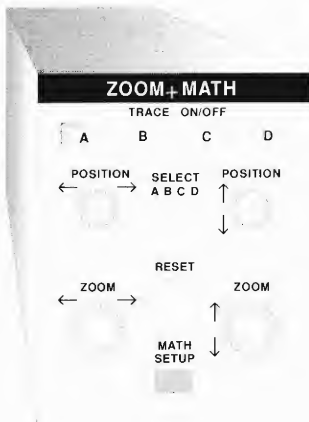 ZOOM+MATH
TRACE ON/OFF
A B C D
POSITION SELECT POSITION
A B C D
RESET
ZOOM ZOOM
MATH
SETUP